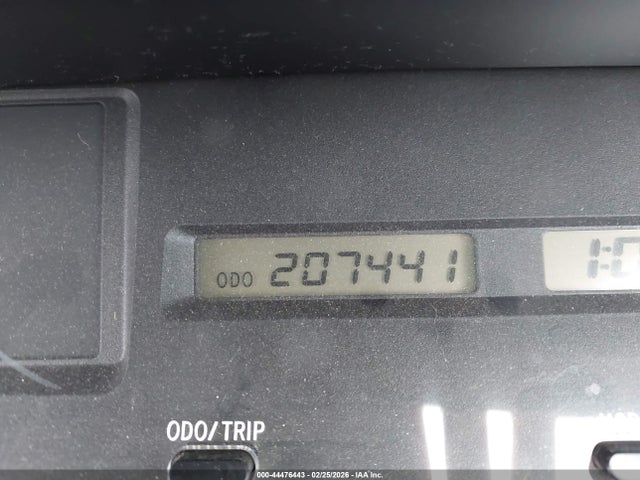 ODO 207441
ODO/TRIP
000-44476443 - 02/25/2026 - IAA Inc.